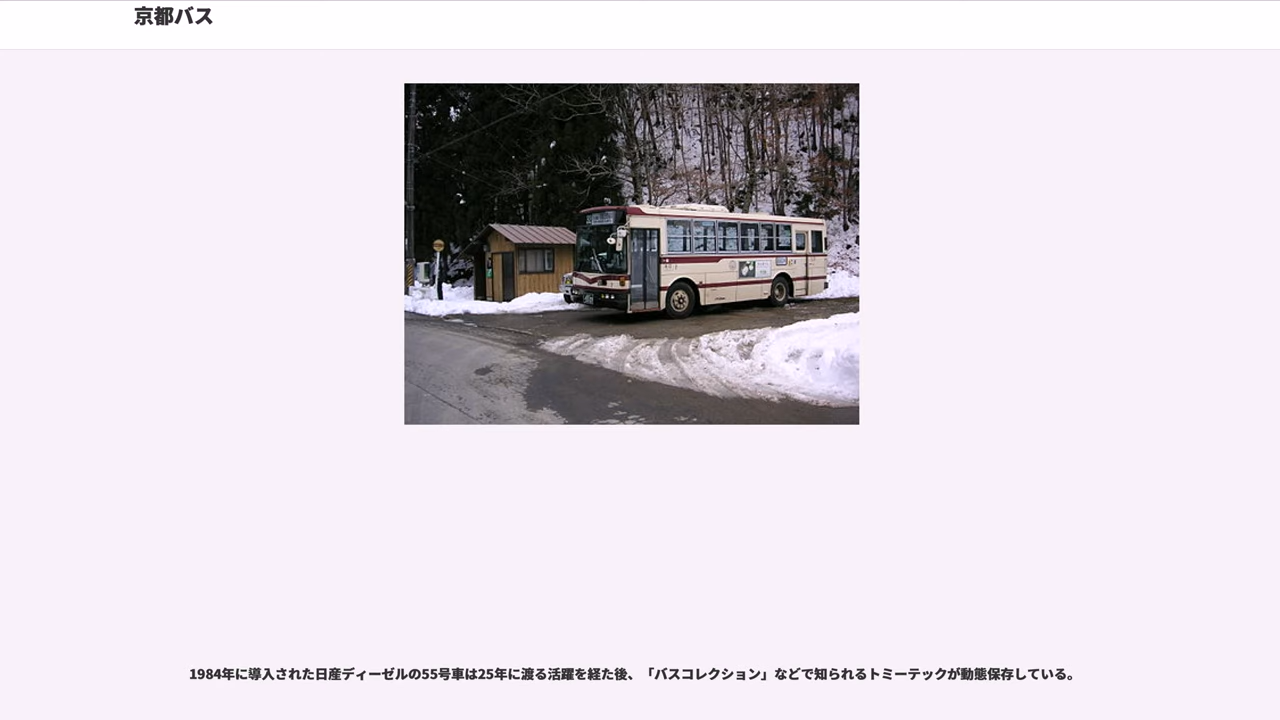 京都バス
1984年に導入された日産ディーゼルの55号車は25年に渡る活躍を経た後、「バスコレクション」などで知られるトミーテックが動態保存している。